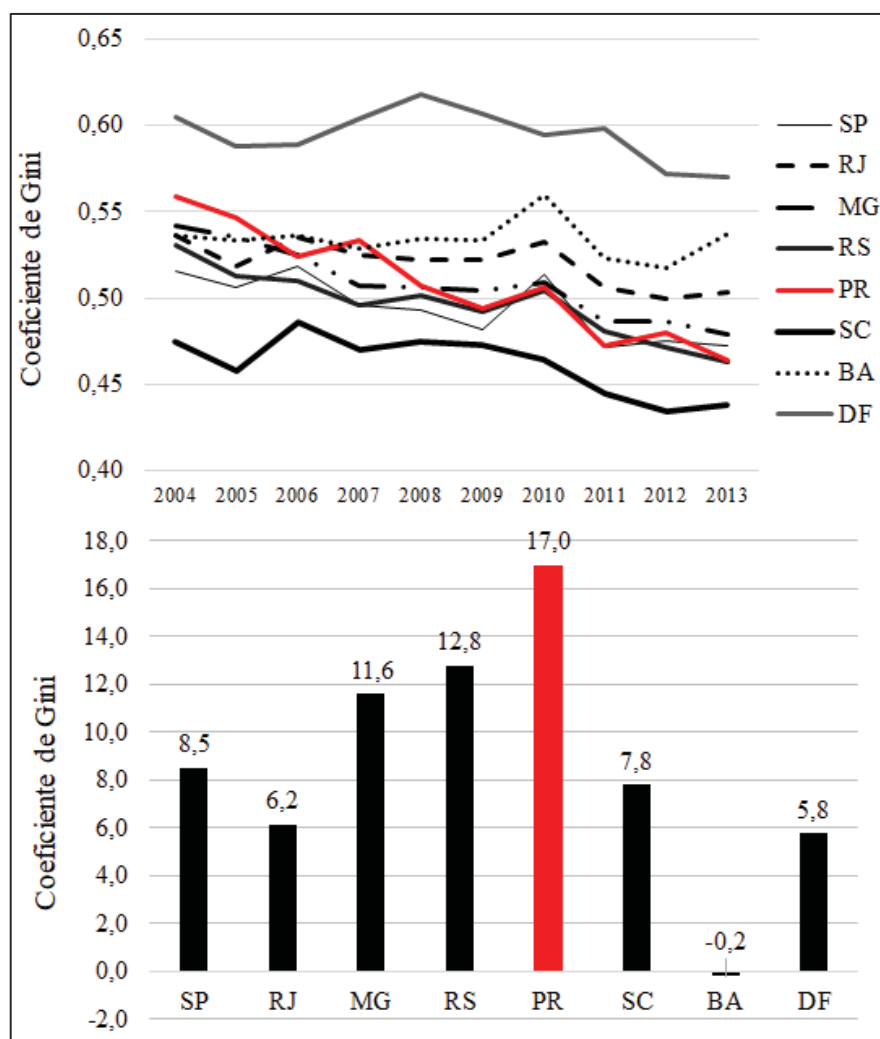 0,65
0,60
0,55
0,50
0,45
0,40
Coeficiente de Gini
2004 2005 2006 2007 2008 2009 2010 2011 2012 2013
SP
RJ
MG
RS
PR
SC
BA
DF
18,0
16,0
14,0
12,0
10,0
8,0
6,0
4,0
2,0
0,0
-2,0
Coeficiente de Gini
8,5
6,2
11,6
12,8
17,0
7,8
-0,2
5,8
SP RJ MG RS PR SC BA DF